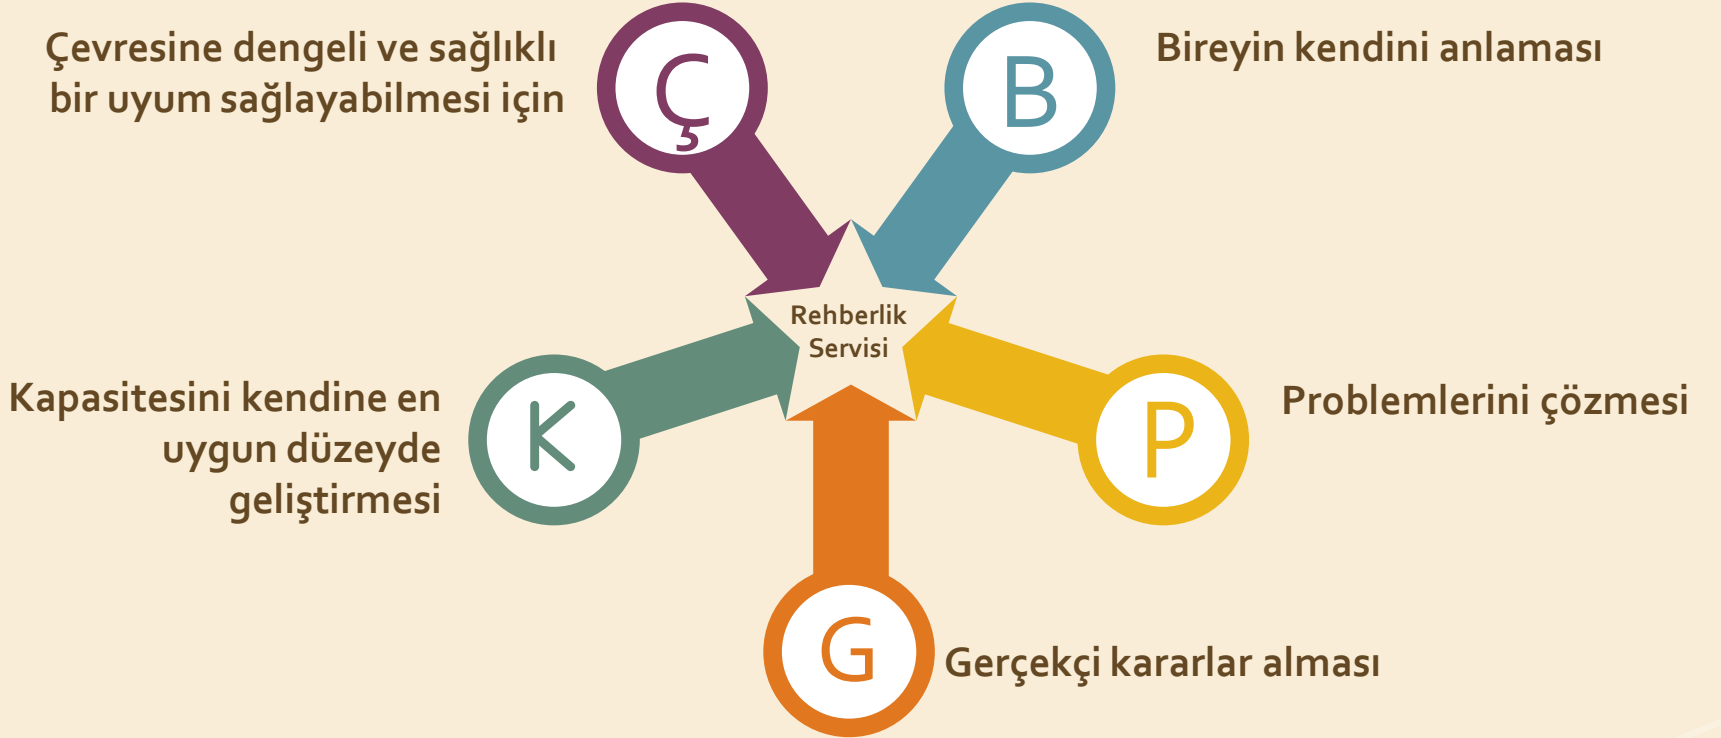 Çevresine dengeli ve sağlıklı
bir uyum sağlayabilmesi için
Ç
B
Bireyin kendini anlaması
Rehberlik
Servisi
Kapasitesini kendine en
uygun düzeyde
geliştirmesi
K
P
Problemlerini çözmesi
G
Gerçekçi kararlar alması